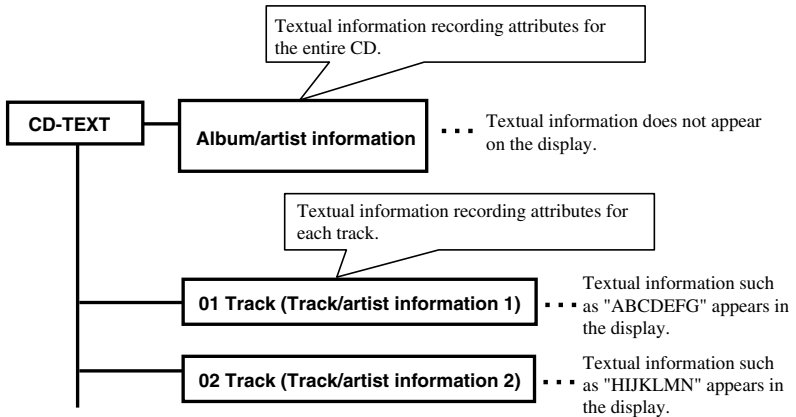 Textual information recording attributes for
the entire CD.
CD-TEXT
Album/artist information
Textual information does not appear
on the display.
Textual information recording attributes for
each track.
01 Track (Track/artist information 1)
Textual information such
as "ABCDEFG" appears in
the display.
02 Track (Track/artist information 2)
Textual information such
as "HIJKLMN" appears in
the display.